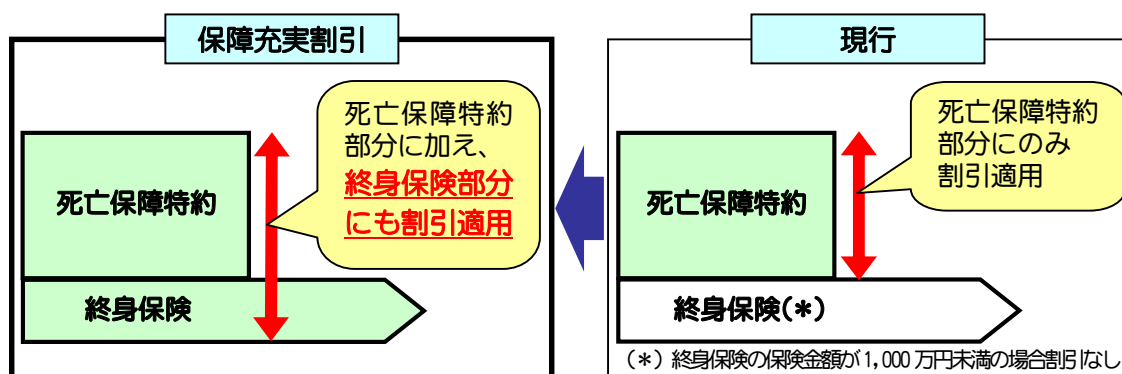 保障充実割引
死亡保障特約
部分に加え、
終身保険部分
にも割引適用
死亡保障特約
終身保険
現行
死亡保障特約
部分にのみ
割引適用
死亡保障特約
終身保険(*)
(*) 終身保険の保険金額が1,000万円未満の場合割引なし